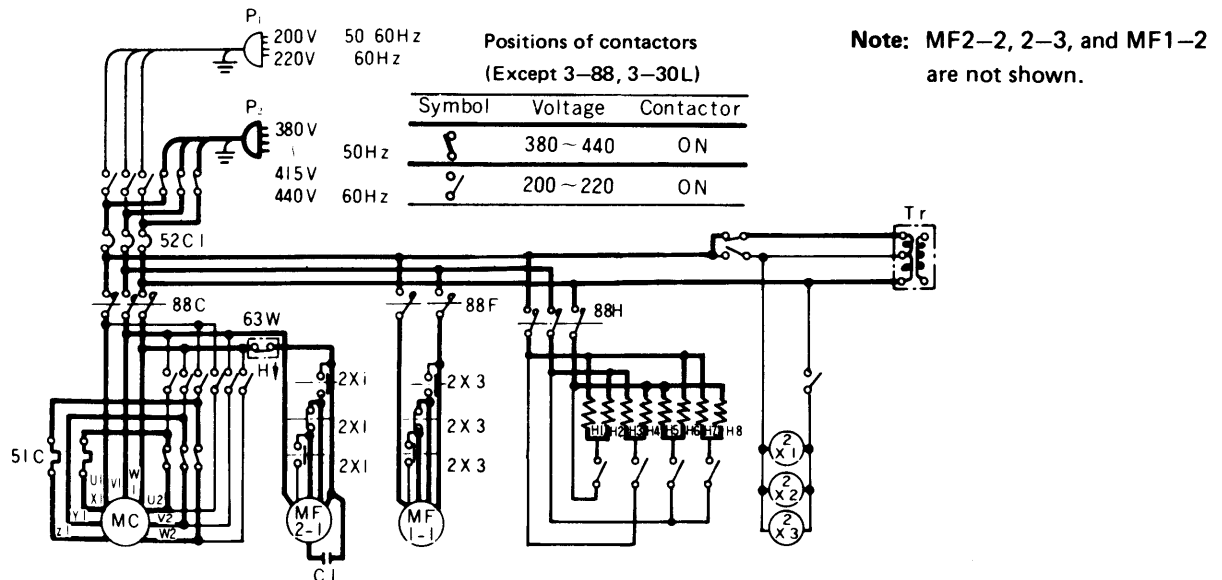 P1
200V 50 60Hz
220V 60Hz
P2
380V
~ 50Hz
415V
440V 60Hz
Positions of contactors
(Except 3–88, 3–30L)
Symbol Voltage Contactor
380~440 ON
200~220 ON
Note: MF2–2, 2–3, and MF1–2
are not shown.
Tr
52C1
88C
63W
88F
88H
H
2X1
2X1
2X1
2X3
2X3
2X3
H1 H2 H3 H4 H5 H6 H7 H8
51C
U1 V1 W1 U2
X1
Y1 V2
Z1 W2
MC
MF
2-1
MF
1-1
C1
2
X1
2
X2
2
X3